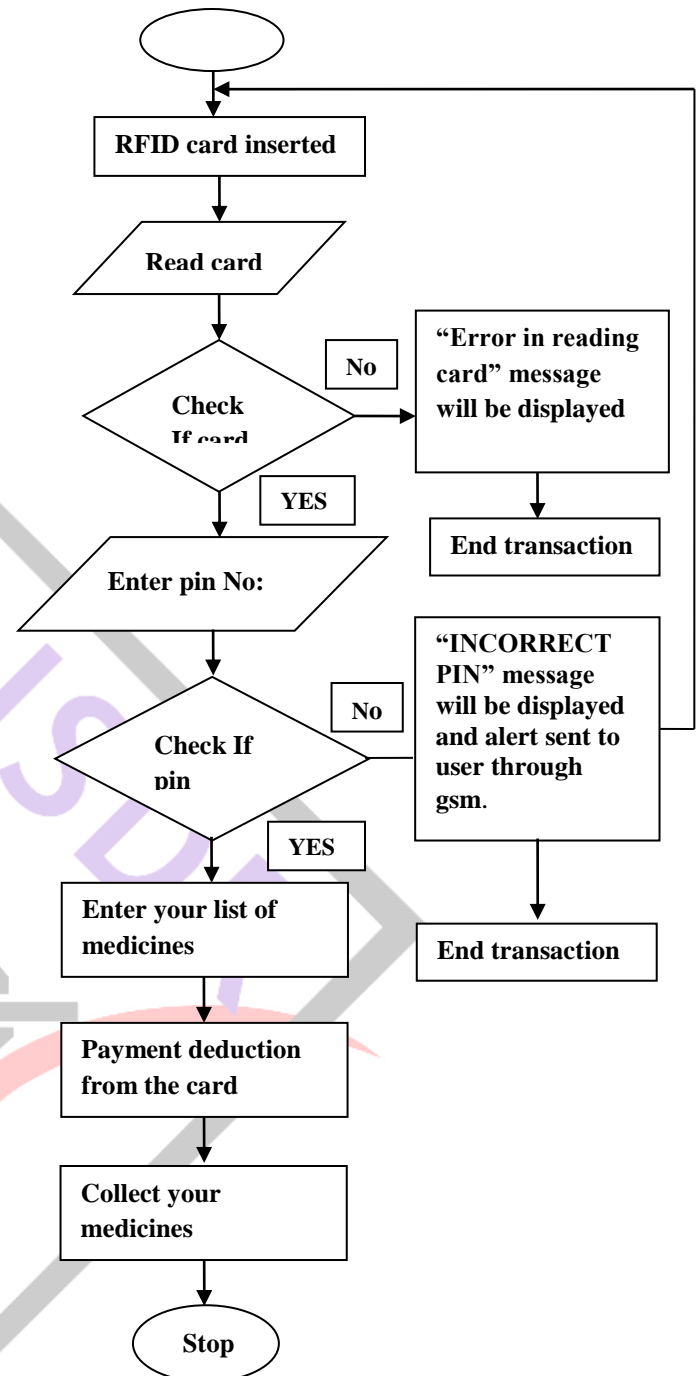 RFID card inserted
Read card
No
“Error in reading
card” message
will be displayed
Check
If card
YES
End transaction
Enter pin No:
“INCORRECT
PIN” message
will be displayed
and alert sent to
user through
gsm.
No
Check If
pin
YES
Enter your list of
medicines
End transaction
Payment deduction
from the card
Collect your
medicines
Stop